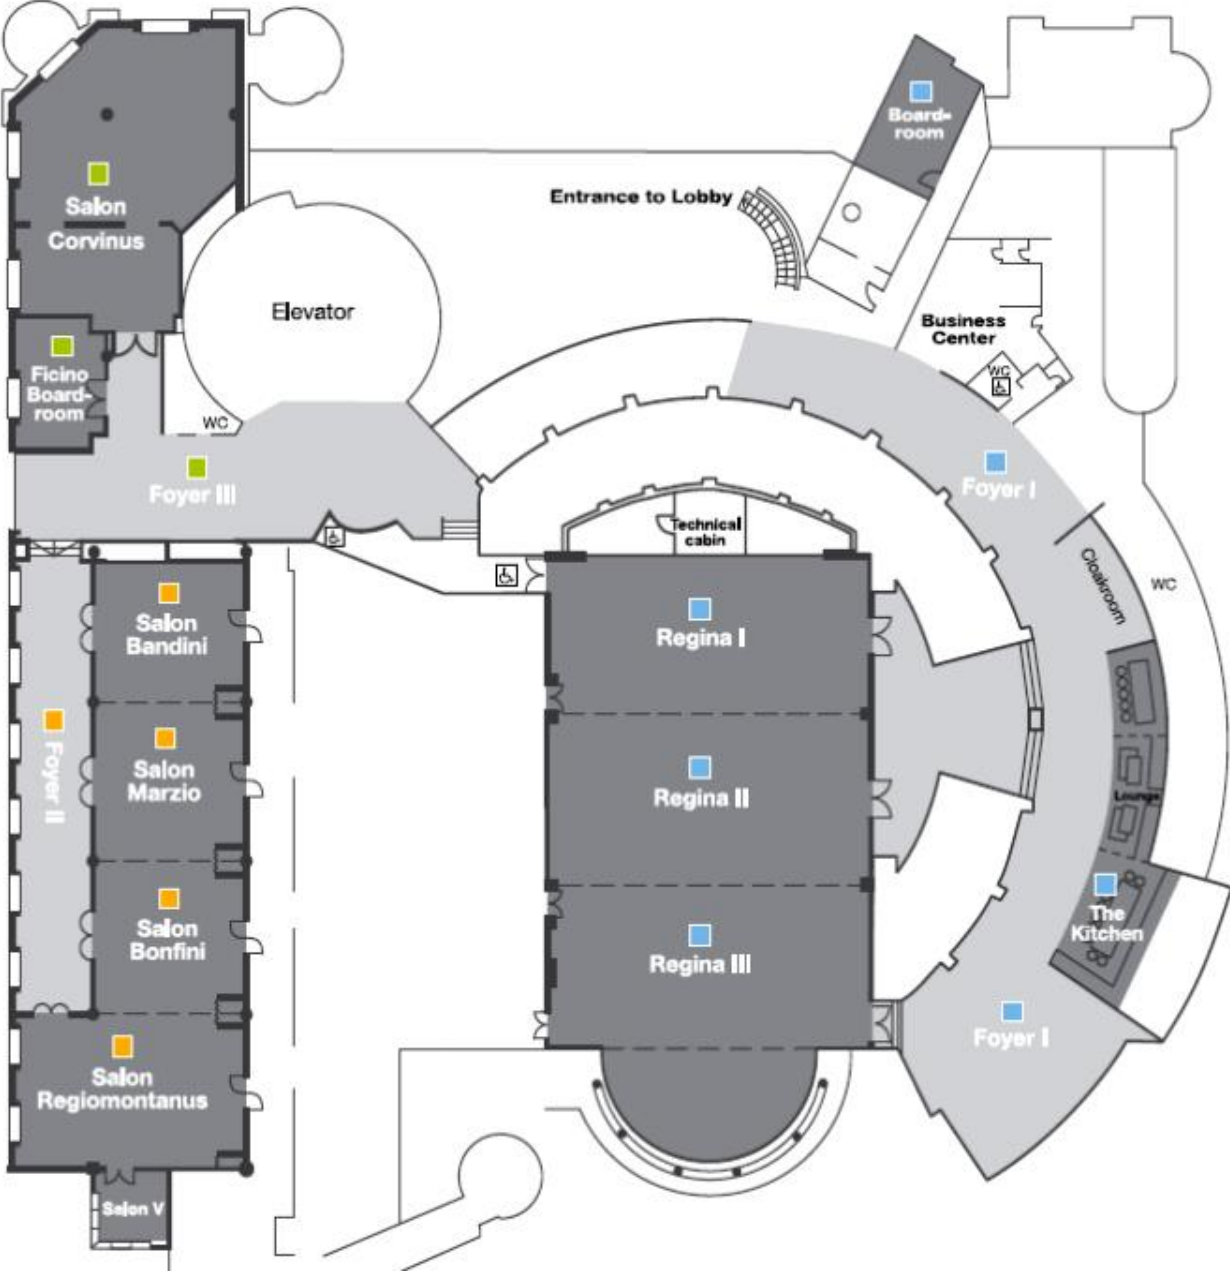 Board-
room
Entrance to Lobby
Salon
Corvinus
Elevator
Business
Center
Ficino
Board-
room
WC
WC
Foyer III
Foyer I
Technical
cabin
Cloakroom
WC
Salon
Bandini
Regina I
Foyer II
Salon
Marzio
Regina II
Lounge
Salon
Bonfini
The
Kitchen
Regina III
Foyer I
Salon
Regiomontanus
Salon V